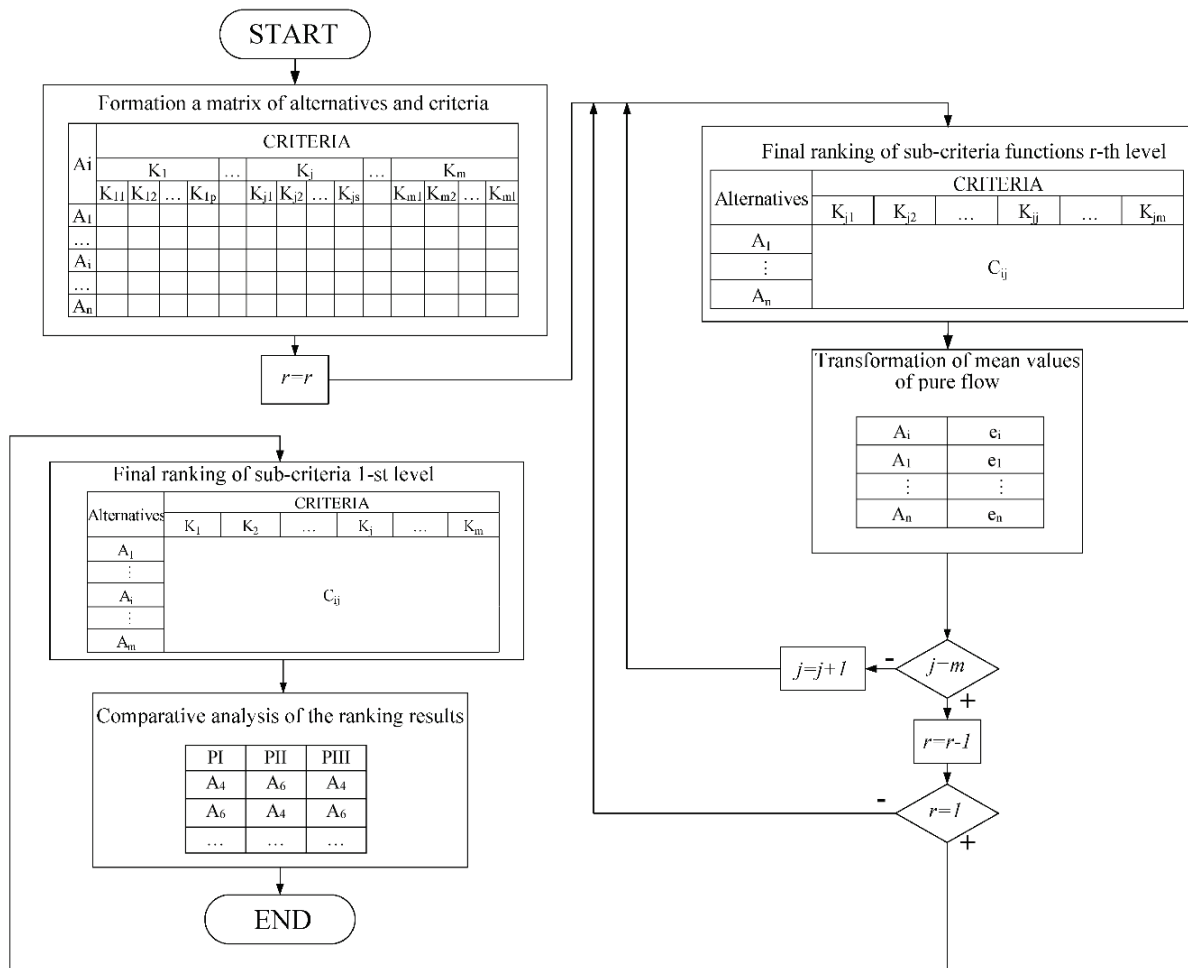 START
Formation a matrix of alternatives and criteria
Ai
CRITERIA
K1 … Kj … Km
K11 K12 … K1p Kj1 Kj2 … Kjs Km1 Km2 … Kml
A1
…
Ai
…
An
r=r
Final ranking of sub-criteria functions r-th level
Alternatives
CRITERIA
Kj1 Kj2 … Kjj … Kjm
A1
⋮
An
Cij
Transformation of mean values
of pure flow
Ai ei
A1 e1
⋮ ⋮
An en
j=m
-
+
j=j+1
r=r-1
r=1
-
+
Final ranking of sub-criteria 1-st level
Alternatives
CRITERIA
K1 K2 … Kj … Km
A1
⋮
Ai
⋮
Am
Cij
Comparative analysis of the ranking results
PI PII PIII
A4 A6 A4
A6 A4 A6
… … …
END